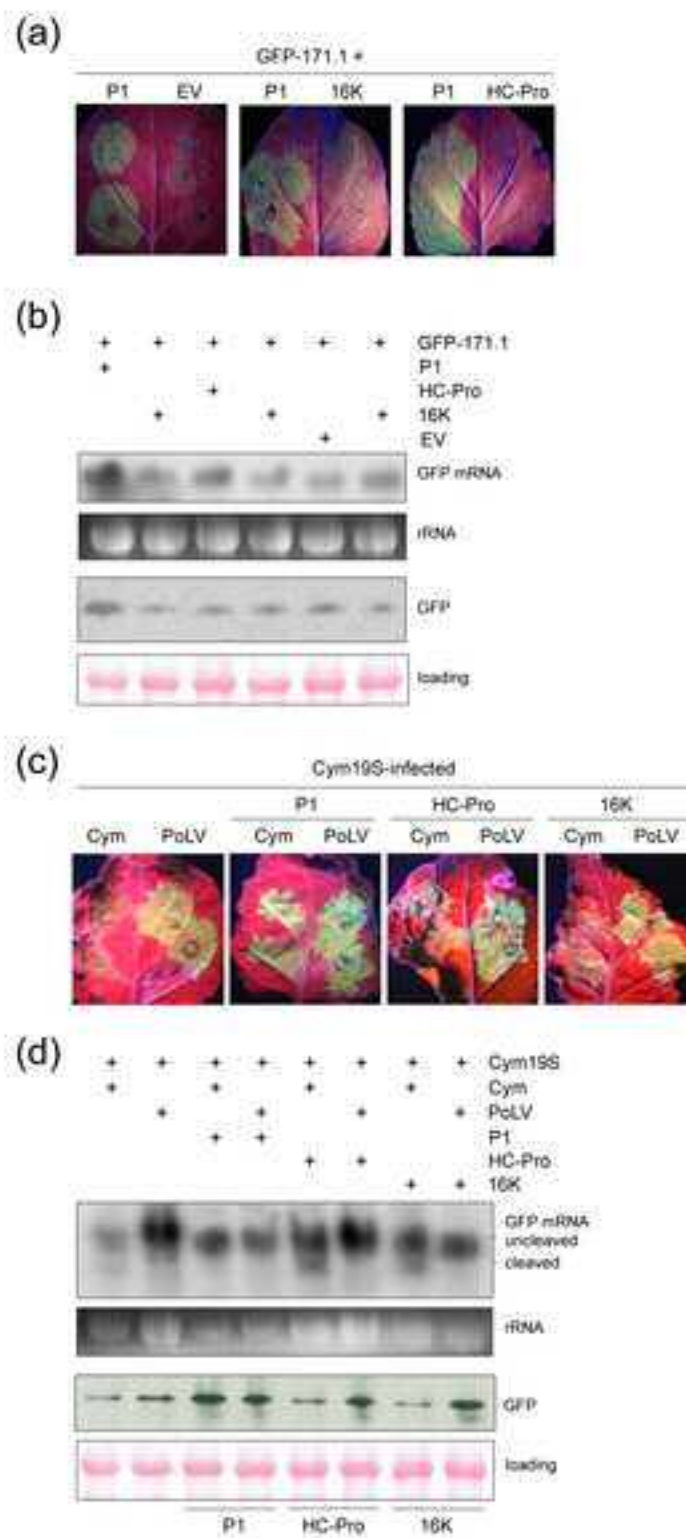 (a)
GFP-171.1 +
P1 EV P1 16K P1 HC-Pro
(b)
+ + + + + + GFP-171.1
+ P1
+ HC-Pro
+ + + 16K
+ EV
GFP mRNA
rRNA
GFP
loading
(c)
Cym19S-infected
P1 HC-Pro 16K
Cym PoLV Cym PoLV Cym PoLV Cym PoLV
(d)
+ + + + + + + + Cym19S
+ + + + Cym
+ + + + PoLV
+ + P1
+ + HC-Pro
+ + 16K
GFP mRNA
uncleaved
cleaved
rRNA
GFP
loading
P1 HC-Pro 16K